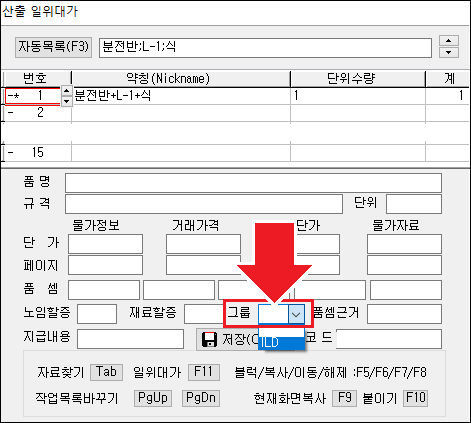 산출 일위대가
자동목록(F3) 분전반;L-1;식
번호 약칭(Nickname) 단위수량 계
-* 1 분전반+L-1+식 1 1
- 2
- 15
품 명
규 격 단위
물가정보 거래가격 단가 물가자료
단 가
페이지
품 셈
노임할증 재료할증 그룹 품셈근거
지급내용 저장(C 코 드
ILD
자료찾기 Tab 일위대가 F11 블럭/복사/이동/해제 :F5/F6/F7/F8
작업목록바꾸기 PgUp PgDn 현재화면복사 F9 붙이기 F10